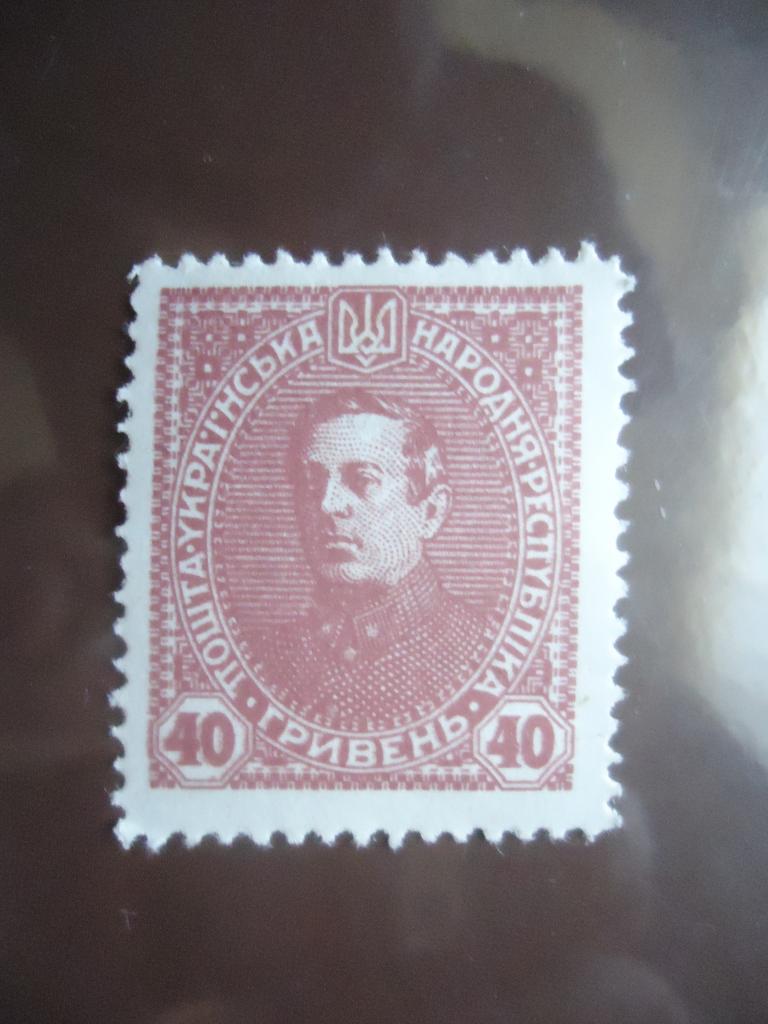 ПОШТА·УКРАЇНСЬКА НАРОДНЯ·РЕСПУБЛІКА·
40 · ГРИВЕНЬ · 40